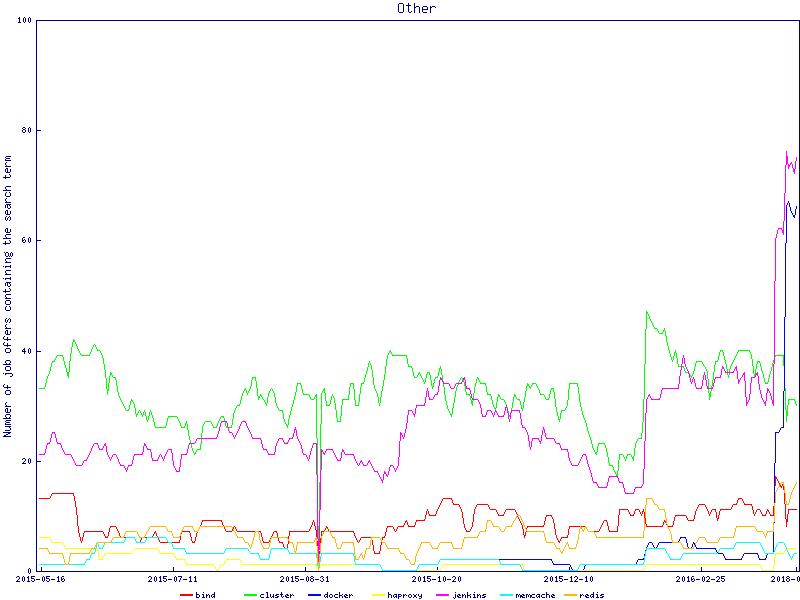 Other
Number of job offers containing the search term
100
80
60
40
20
0
2015-05-16 2015-07-11 2015-08-31 2015-10-20 2015-12-10 2016-02-25 2018-0
bind cluster docker haproxy jenkins memcache redis